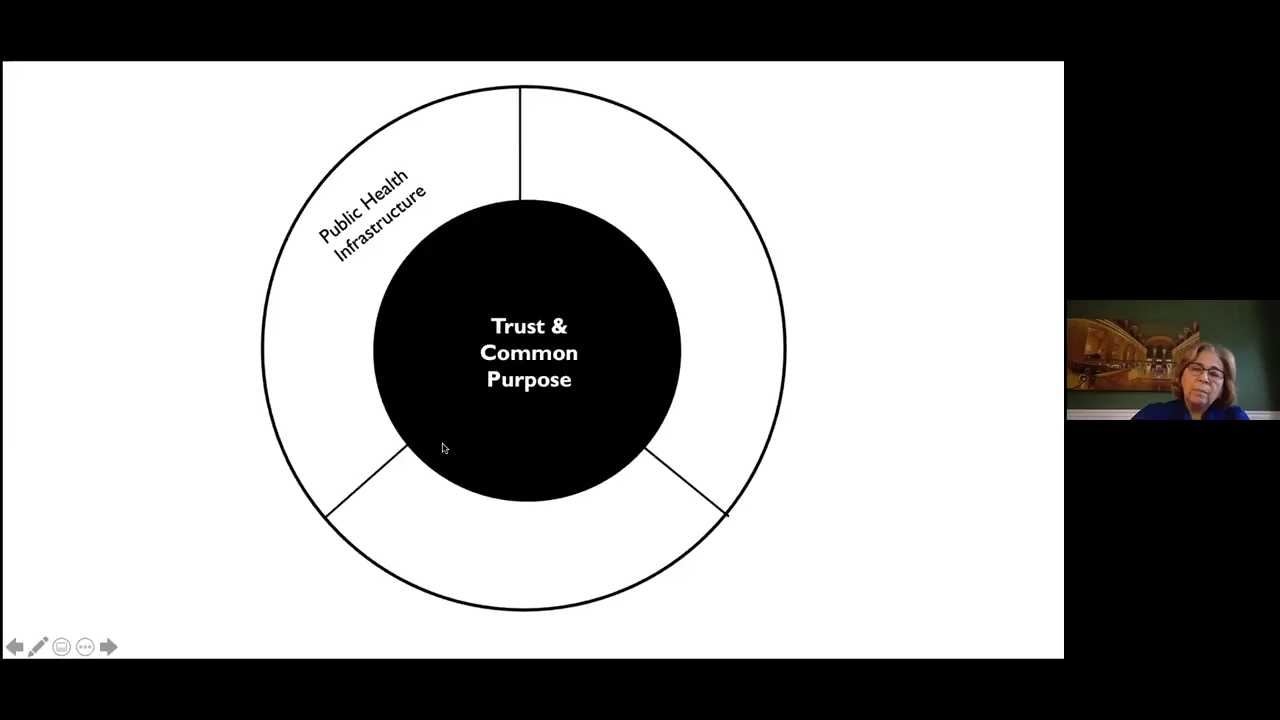 Public Health
Infrastructure
Trust &
Common
Purpose